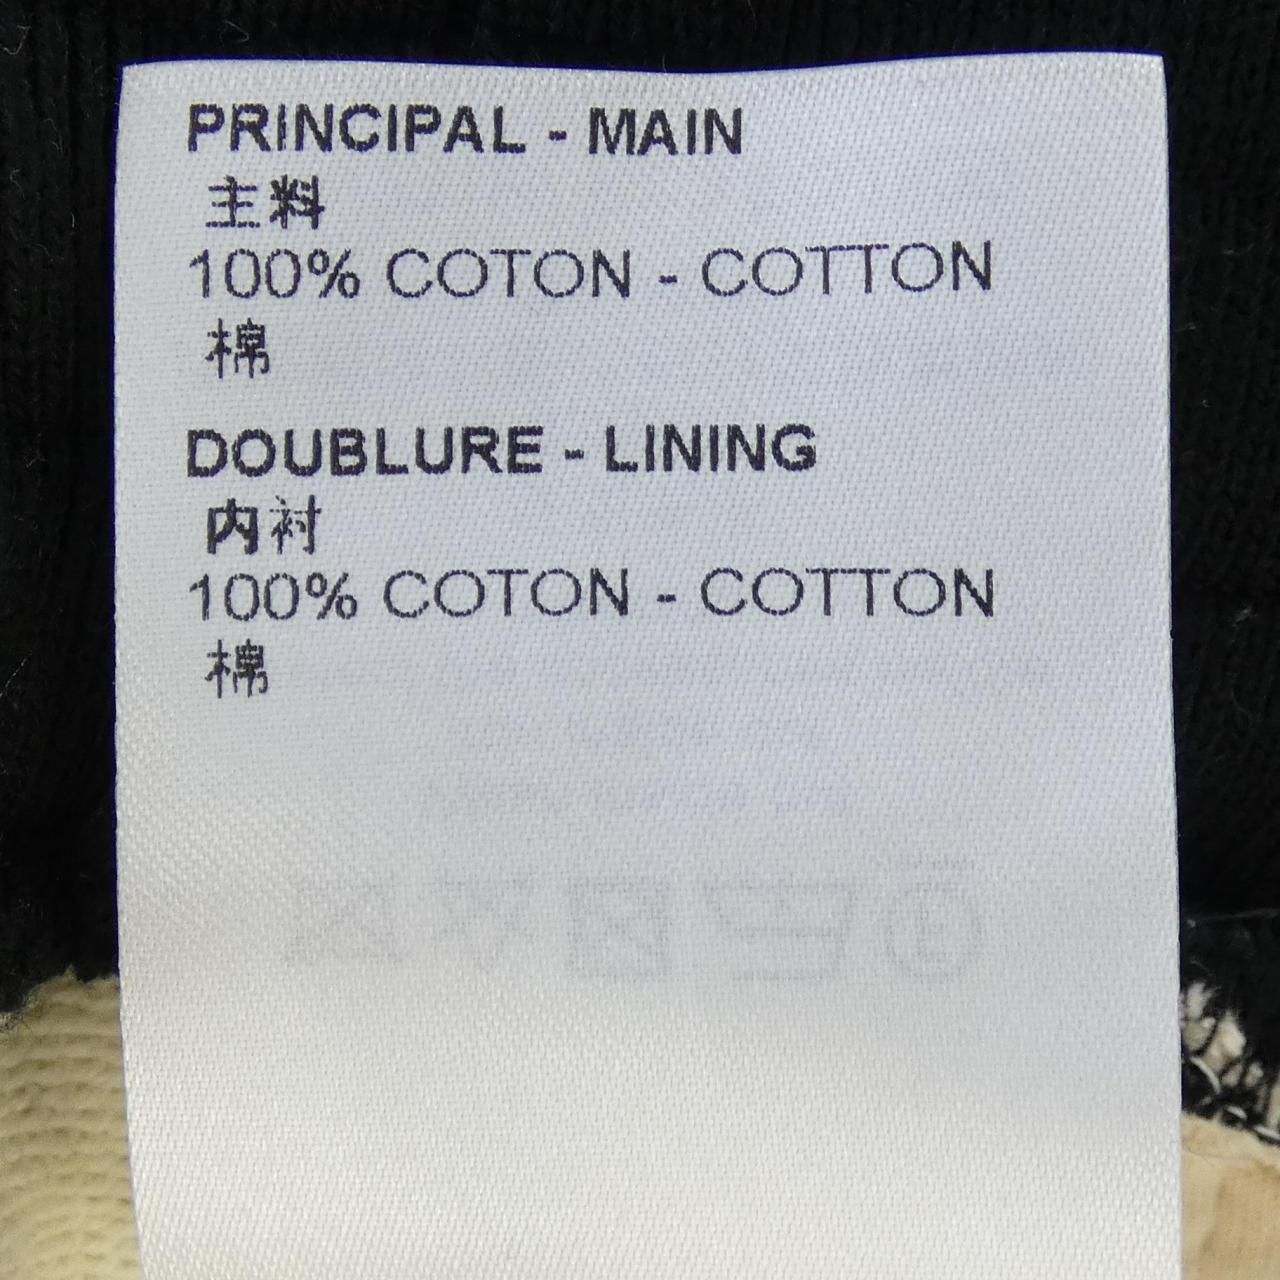 PRINCIPAL - MAIN
主料
100% COTON - COTTON
棉
DOUBLURE - LINING
内衬
100% COTON - COTTON
棉